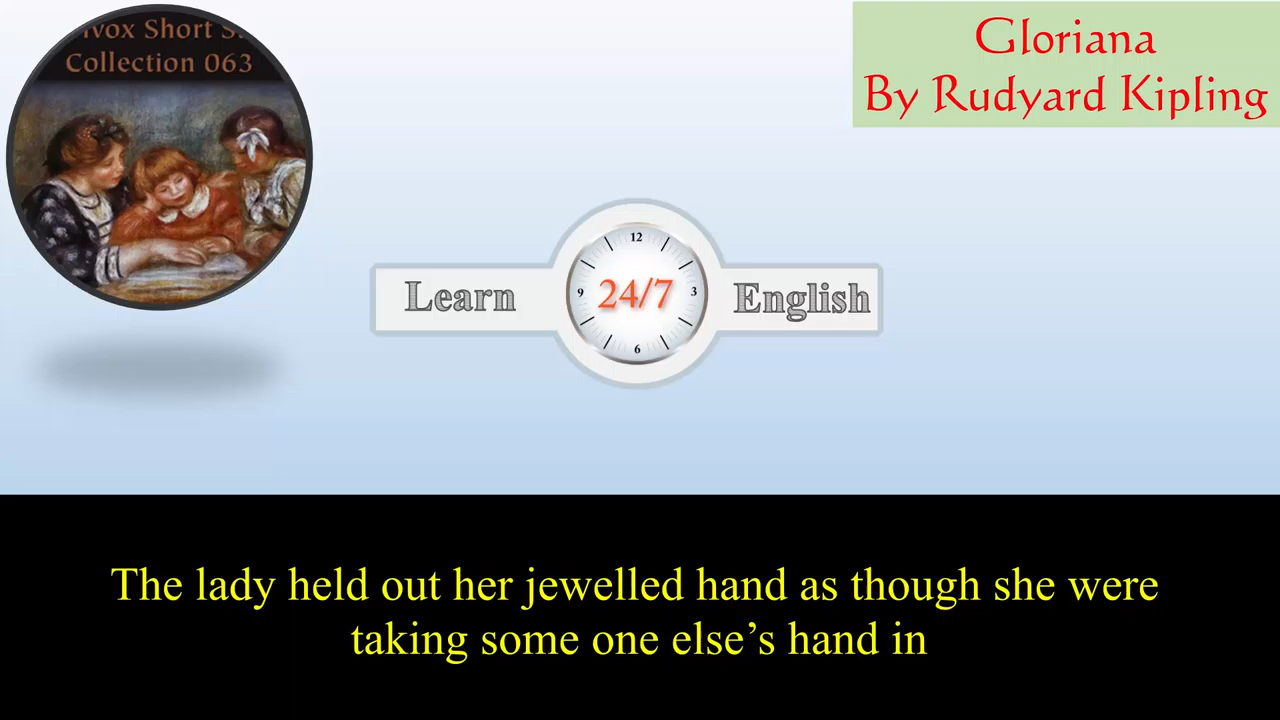 Short
Collection 063
Gloriana
By Rudyard Kipling
12
9
24/7
3
6
Learn
English
The lady held out her jewelled hand as though she were
taking some one else’s hand in